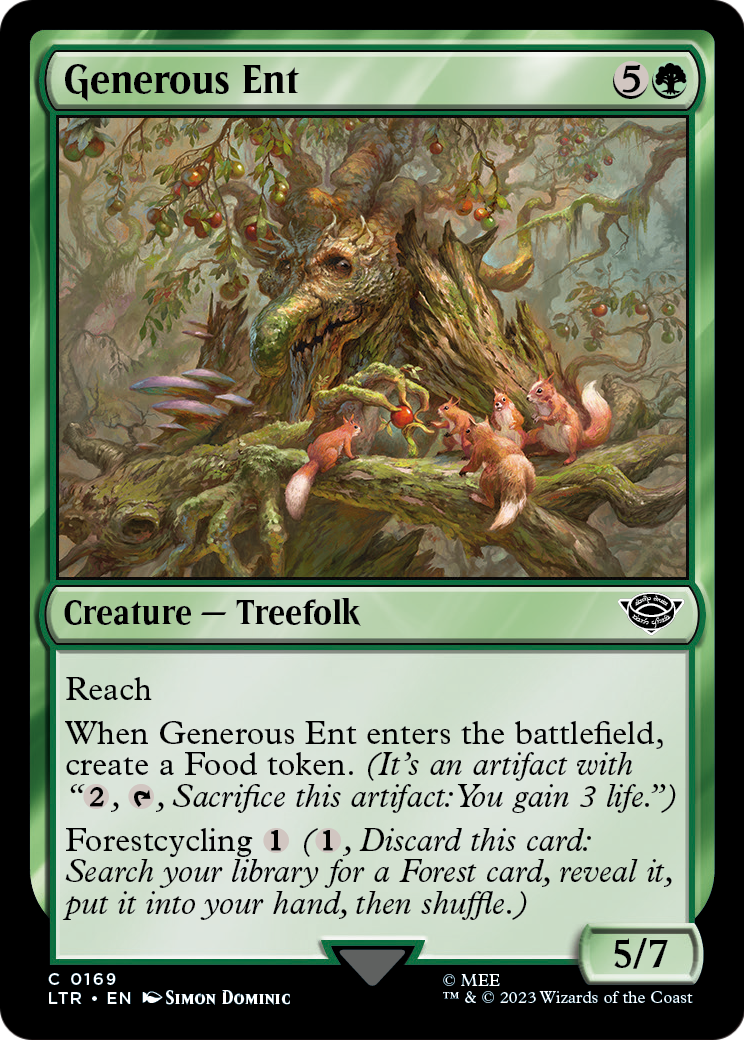 Generous Ent 5
Creature — Treefolk
Reach
When Generous Ent enters the battlefield,
create a Food token. (It's an artifact with
“2, , Sacrifice this artifact: You gain 3 life.”)
Forestcycling 1 (1, Discard this card:
Search your library for a Forest card, reveal it,
put it into your hand, then shuffle.)
5/7
C 0169
LTR • EN Simon Dominic
© MEE
™ & © 2023 Wizards of the Coast